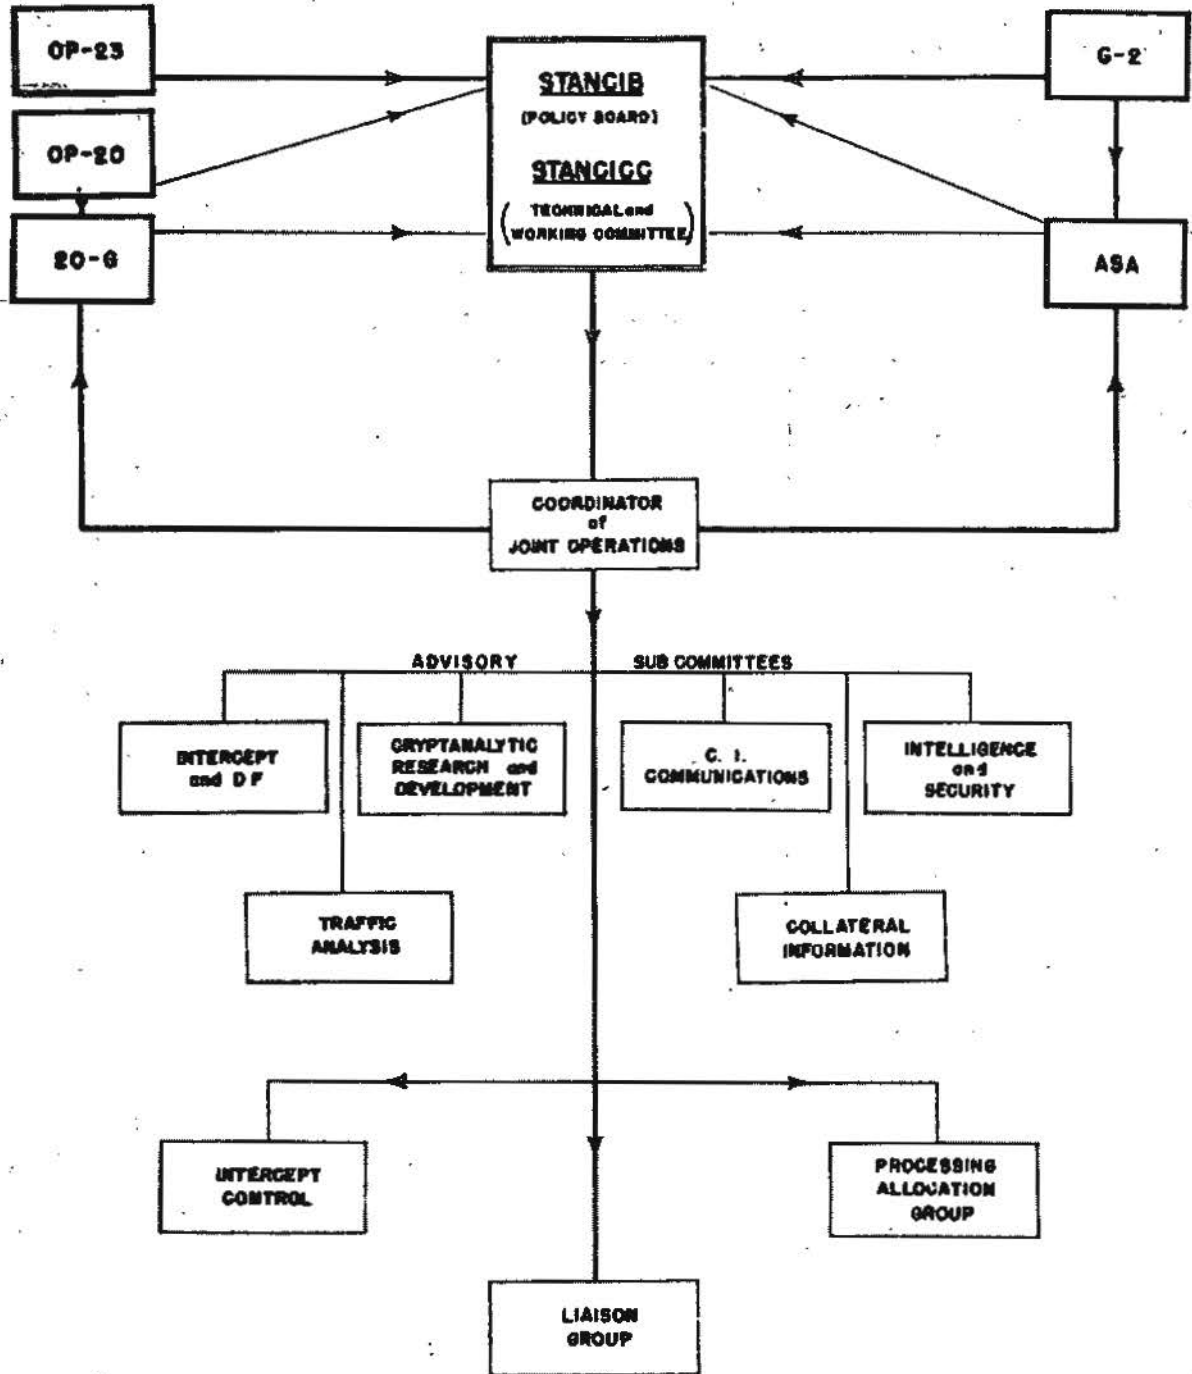 OP-23
OP-20
20-G
STANCIB
(POLICY BOARD)
STANCICC
(TECHNICAL and
WORKING COMMITTEE)
G-2
ASA
COORDINATOR
of
JOINT OPERATIONS
ADVISORY SUB COMMITTEES
INTERCEPT
and DF
CRYPTANALYTIC
RESEARCH and
DEVELOPMENT
C. I.
COMMUNICATIONS
INTELLIGENCE
and
SECURITY
TRAFFIC
ANALYSIS
COLLATERAL
INFORMATION
INTERCEPT
CONTROL
PROCESSING
ALLOCATION
GROUP
LIAISON
GROUP